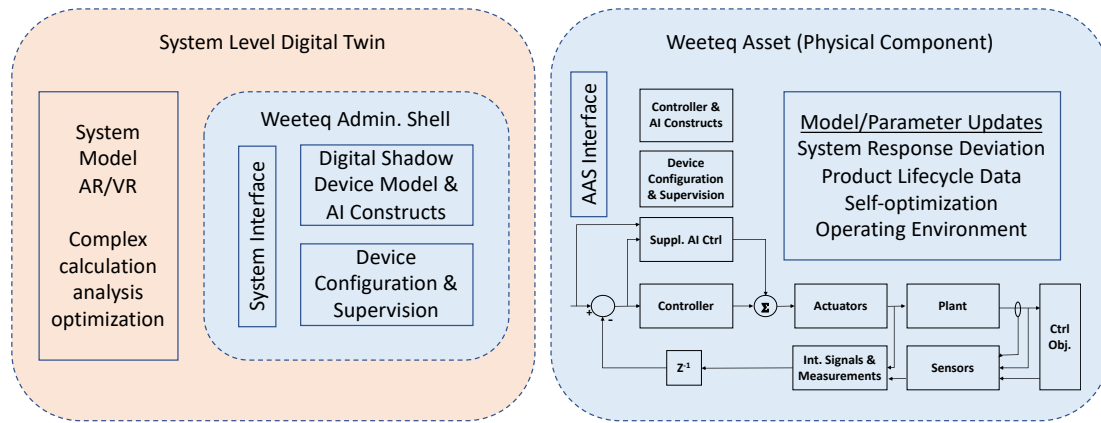 System Level Digital Twin
System
Model
AR/VR
Complex
calculation
analysis
optimization
Weeteq Admin. Shell
System Interface
Digital Shadow
Device Model &
AI Constructs
Device
Configuration &
Supervision
Weeteq Asset (Physical Component)
AAS Interface
Controller &
AI Constructs
Device
Configuration
& Supervision
Model/Parameter Updates
System Response Deviation
Product Lifecycle Data
Self-optimization
Operating Environment
Suppl. AI Ctrl
+
-
Controller
Σ
Actuators
Plant
Ctrl
Obj.
Z⁻¹
Int. Signals &
Measurements
Sensors